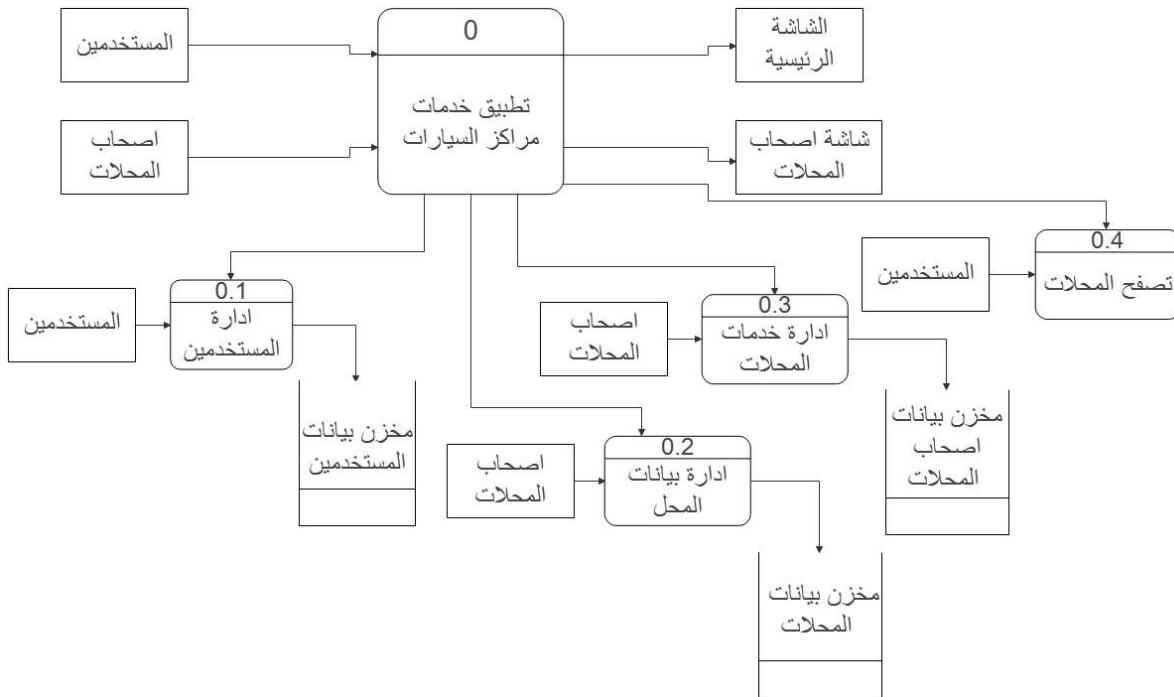 المستخدمين
0
الشاشة
الرئيسية
تطبيق خدمات
مراكز السيارات
اصحاب
المحلات
شاشة اصحاب
المحلات
0.4
تصفح المحلات
المستخدمين
0.1
ادارة
المستخدمين
المستخدمين
0.3
ادارة خدمات
المحلات
اصحاب
المحلات
مخزن بيانات
المستخدمين
مخزن بيانات
اصحاب
المحلات
0.2
ادارة بيانات
المحل
اصحاب
المحلات
مخزن بيانات
المحلات